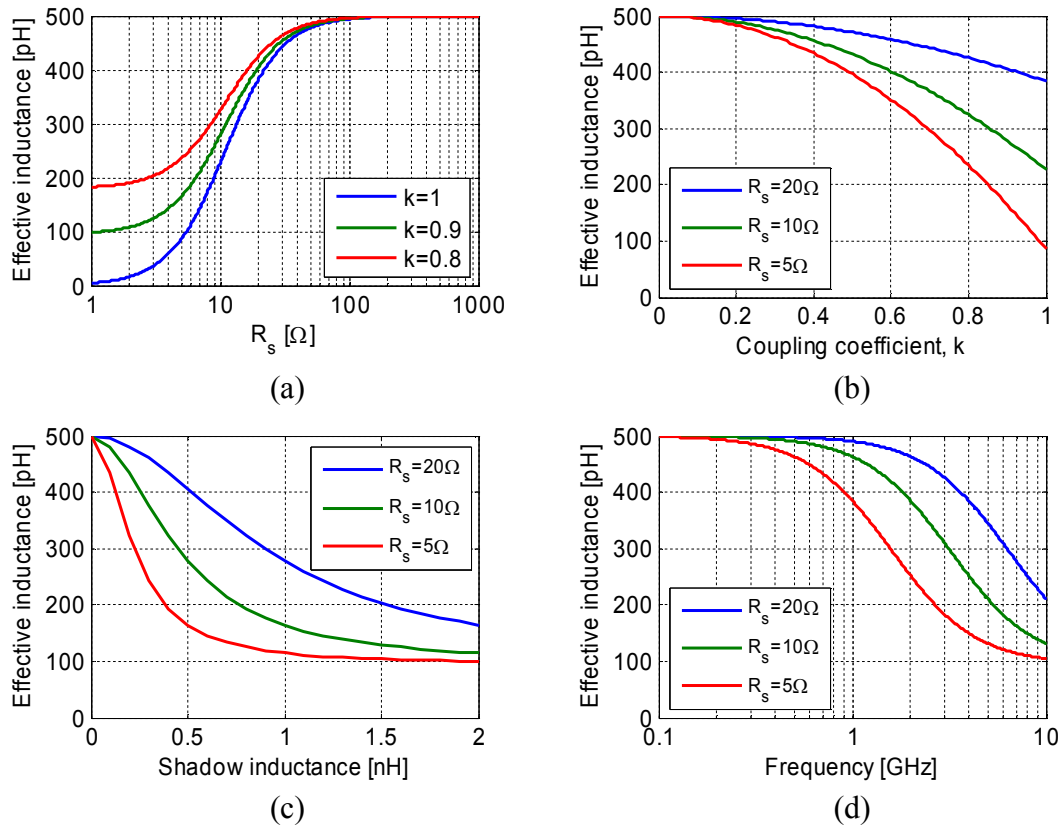 500
400
300
200
100
0
Effective inductance [pH]
1
10
100
1000
R_s [Ω]
k=1
k=0.9
k=0.8
(a)
500
400
300
200
100
0
Effective inductance [pH]
0
0.2
0.4
0.6
0.8
1
Coupling coefficient, k
R_s=20Ω
R_s=10Ω
R_s=5Ω
(b)
500
400
300
200
100
0
Effective inductance [pH]
0
0.5
1
1.5
2
Shadow inductance [nH]
R_s=20Ω
R_s=10Ω
R_s=5Ω
(c)
500
400
300
200
100
0
Effective inductance [pH]
0.1
1
10
Frequency [GHz]
R_s=20Ω
R_s=10Ω
R_s=5Ω
(d)